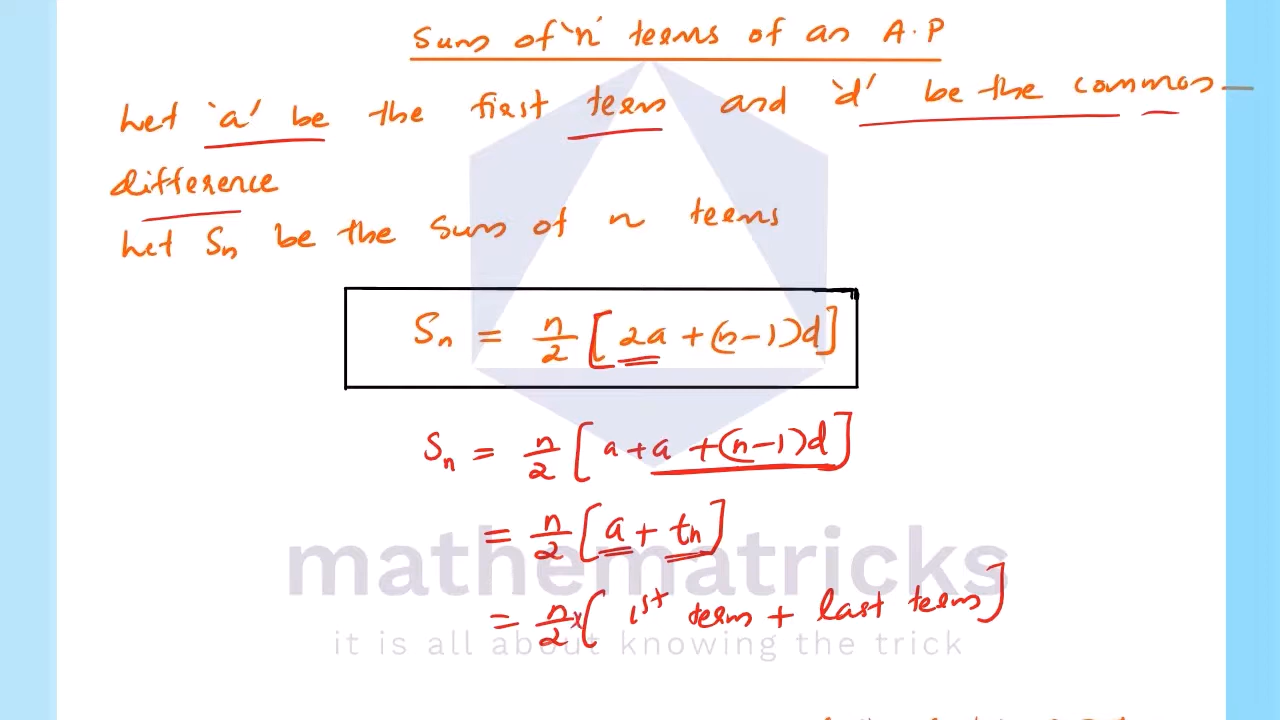 Sum of 'n' terms of an A.P
Let 'a' be the first term and 'd' be the common
difference
Let Sn be the sum of n terms
Sn = n/2 [2a + (n-1)d]
Sn = n/2 [a + a + (n-1)d]
= n/2 [a + tn]
mathematricks
= n/2 x [1st term + last term]
it is all about knowing the trick